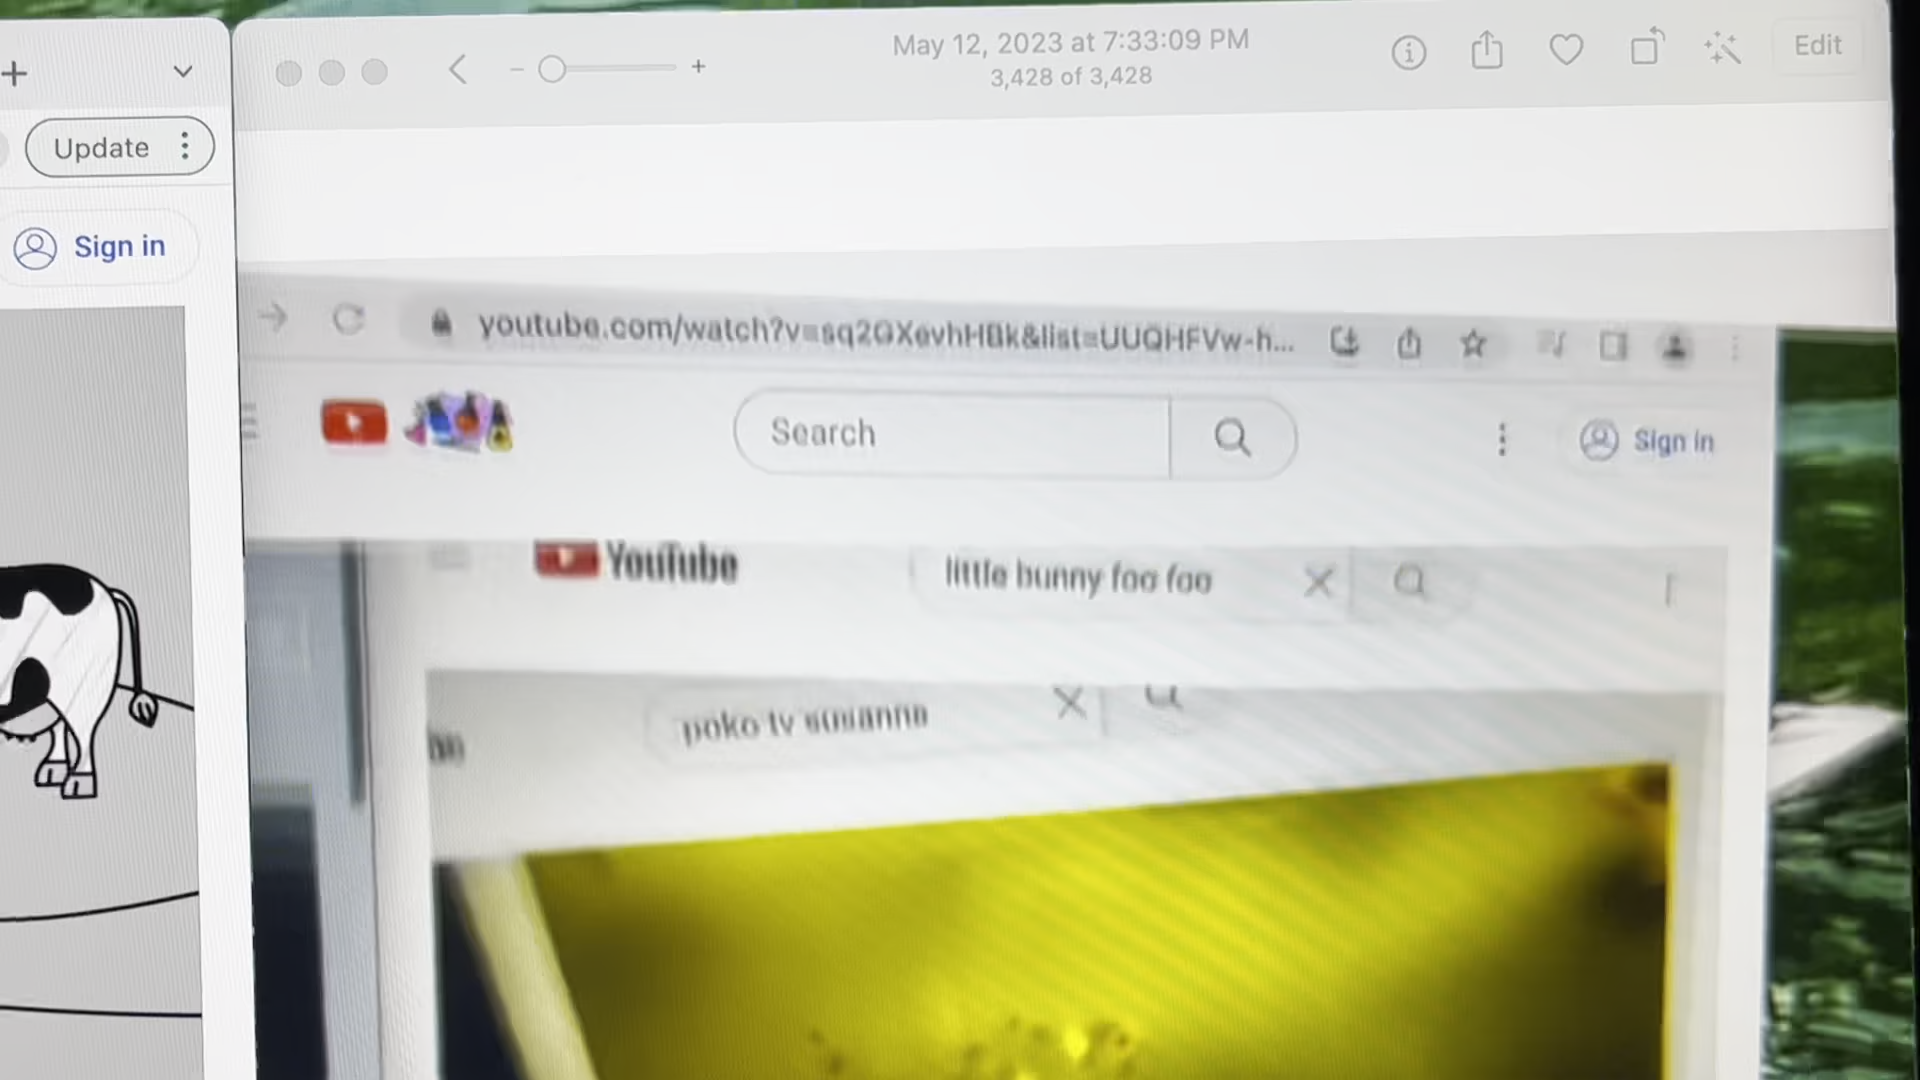 Update
Sign in
May 12, 2023 at 7:33:09 PM
3,428 of 3,428
Edit
youtube.com/watch?v=sq2GXevhHBk&list=UUQHFVw-h...
Search
Sign in
YouTube
little bunny foo foo
poko tv susanna